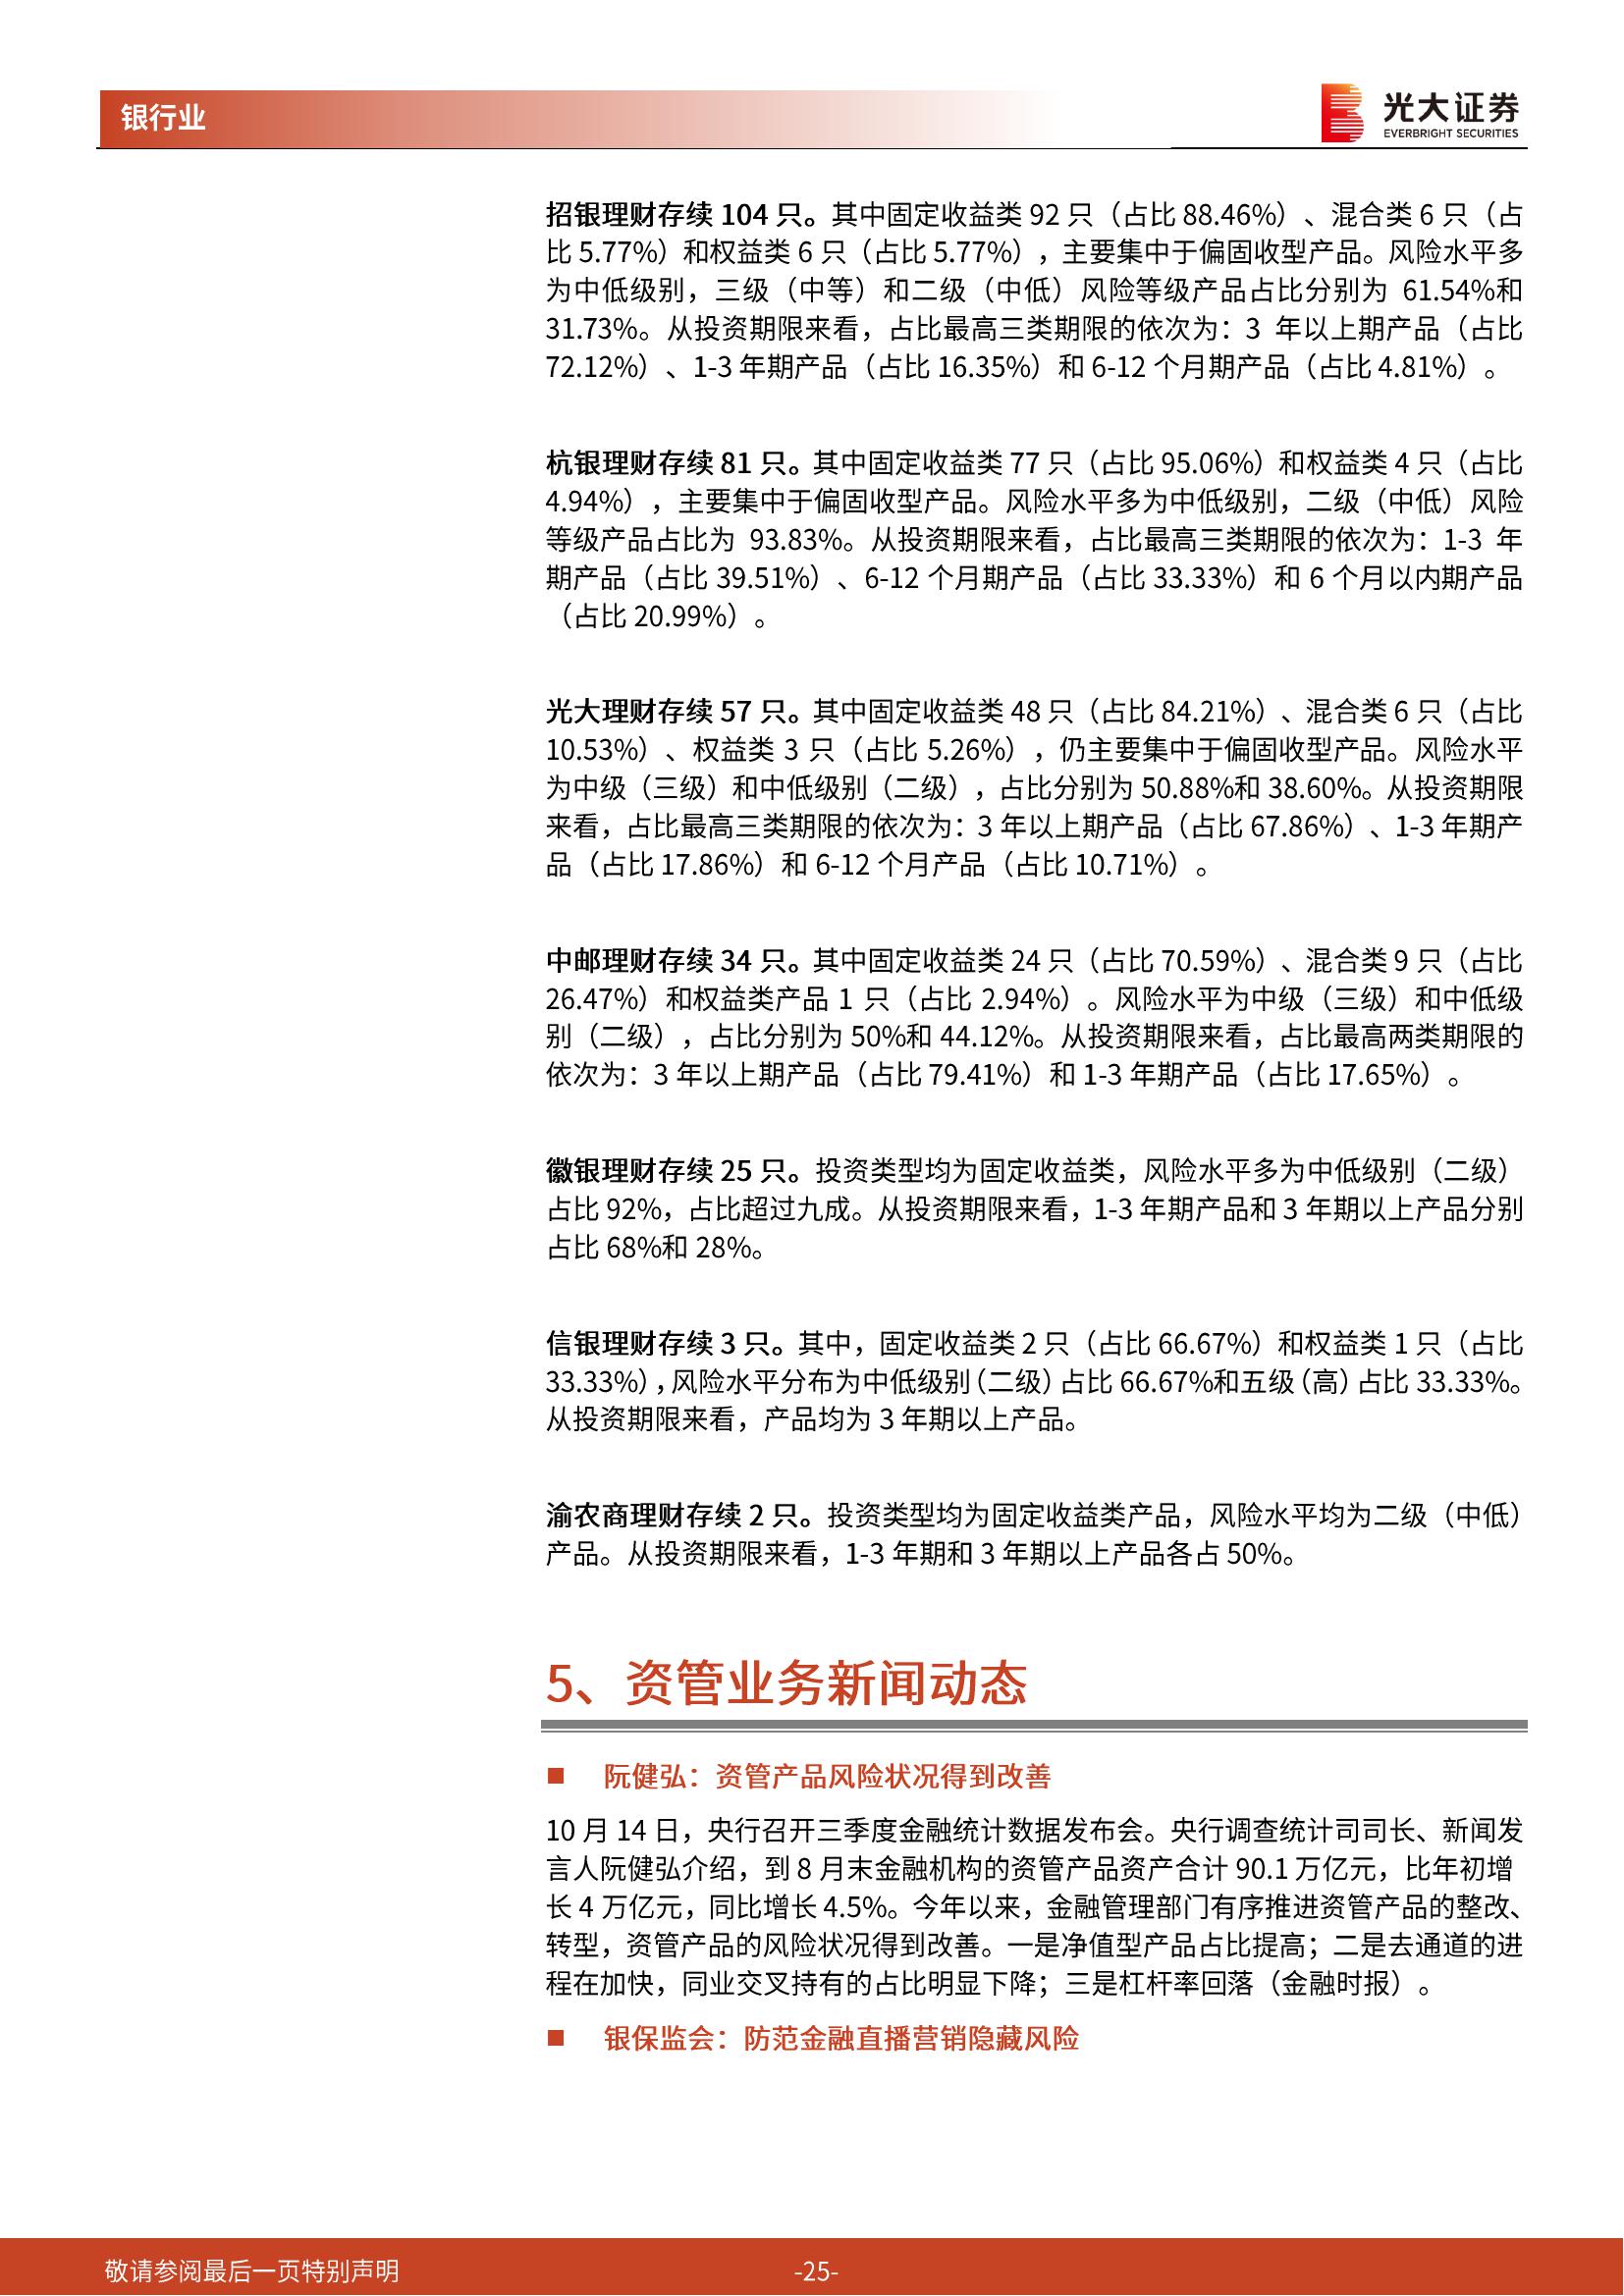 银行业
光大证券
EVERBRIGHT SECURITIES
招银理财存续 104 只。其中固定收益类 92 只（占比 88.46%）、混合类 6 只（占
比 5.77%）和权益类 6 只（占比 5.77%），主要集中于偏固收型产品。风险水平多
为中低级别，三级（中等）和二级（中低）风险等级产品占比分别为 61.54%和
31.73%。从投资期限来看，占比最高三类期限的依次为：3 年以上期产品（占比
72.12%）、1-3 年期产品（占比 16.35%）和 6-12 个月期产品（占比 4.81%）。
杭银理财存续 81 只。其中固定收益类 77 只（占比 95.06%）和权益类 4 只（占比
4.94%），主要集中于偏固收型产品。风险水平多为中低级别，二级（中低）风险
等级产品占比为 93.83%。从投资期限来看，占比最高三类期限的依次为：1-3 年
期产品（占比 39.51%）、6-12 个月期产品（占比 33.33%）和 6 个月以内期产品
（占比 20.99%）。
光大理财存续 57 只。其中固定收益类 48 只（占比 84.21%）、混合类 6 只（占比
10.53%）、权益类 3 只（占比 5.26%），仍主要集中于偏固收型产品。风险水平
为中级（三级）和中低级别（二级），占比分别为 50.88%和 38.60%。从投资期限
来看，占比最高三类期限的依次为：3 年以上期产品（占比 67.86%）、1-3 年期产
品（占比 17.86%）和 6-12 个月产品（占比 10.71%）。
中邮理财存续 34 只。其中固定收益类 24 只（占比 70.59%）、混合类 9 只（占比
26.47%）和权益类产品 1 只（占比 2.94%）。风险水平为中级（三级）和中低级
别（二级），占比分别为 50%和 44.12%。从投资期限来看，占比最高两类期限的
依次为：3 年以上期产品（占比 79.41%）和 1-3 年期产品（占比 17.65%）。
徽银理财存续 25 只。投资类型均为固定收益类，风险水平多为中低级别（二级）
占比 92%，占比超过九成。从投资期限来看，1-3 年期产品和 3 年期以上产品分别
占比 68%和 28%。
信银理财存续 3 只。其中，固定收益类 2 只（占比 66.67%）和权益类 1 只（占比
33.33%），风险水平分布为中低级别（二级）占比 66.67%和五级（高）占比 33.33%。
从投资期限来看，产品均为 3 年期以上产品。
渝农商理财存续 2 只。投资类型均为固定收益类产品，风险水平均为二级（中低）
产品。从投资期限来看，1-3 年期和 3 年期以上产品各占 50%。
5、资管业务新闻动态
■ 阮健弘：资管产品风险状况得到改善
10 月 14 日，央行召开三季度金融统计数据发布会。央行调查统计司司长、新闻发
言人阮健弘介绍，到 8 月末金融机构的资管产品资产合计 90.1 万亿元，比年初增
长 4 万亿元，同比增长 4.5%。今年以来，金融管理部门有序推进资管产品的整改、
转型，资管产品的风险状况得到改善。一是净值型产品占比提高；二是去通道的进
程在加快，同业交叉持有的占比明显下降；三是杠杆率回落（金融时报）。
■ 银保监会：防范金融直播营销隐藏风险
敬请参阅最后一页特别声明
-25-